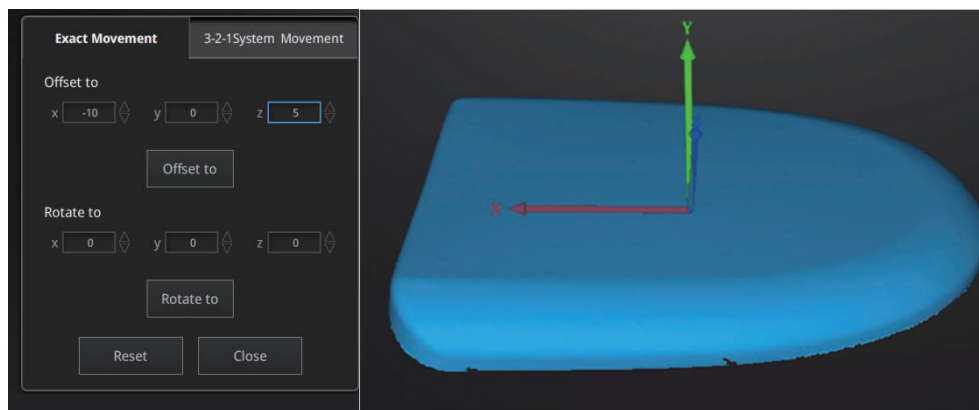 Exact Movement 3-2-1System Movement
Offset to
x -10 y 0 z 5
Offset to
Rotate to
x 0 y 0 z 0
Rotate to
Reset Close
Y
X